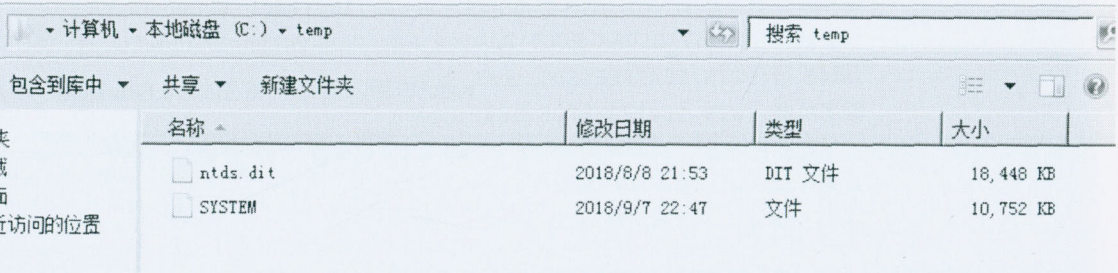 计算机 本地磁盘 (C:) temp 搜索 temp
包含到库中 共享 新建文件夹
名称 修改日期 类型 大小
ntds.dit 2018/8/8 21:53 DIT 文件 18,448 KB
SYSTEM 2018/9/7 22:47 文件 10,752 KB
面
近访问的位置